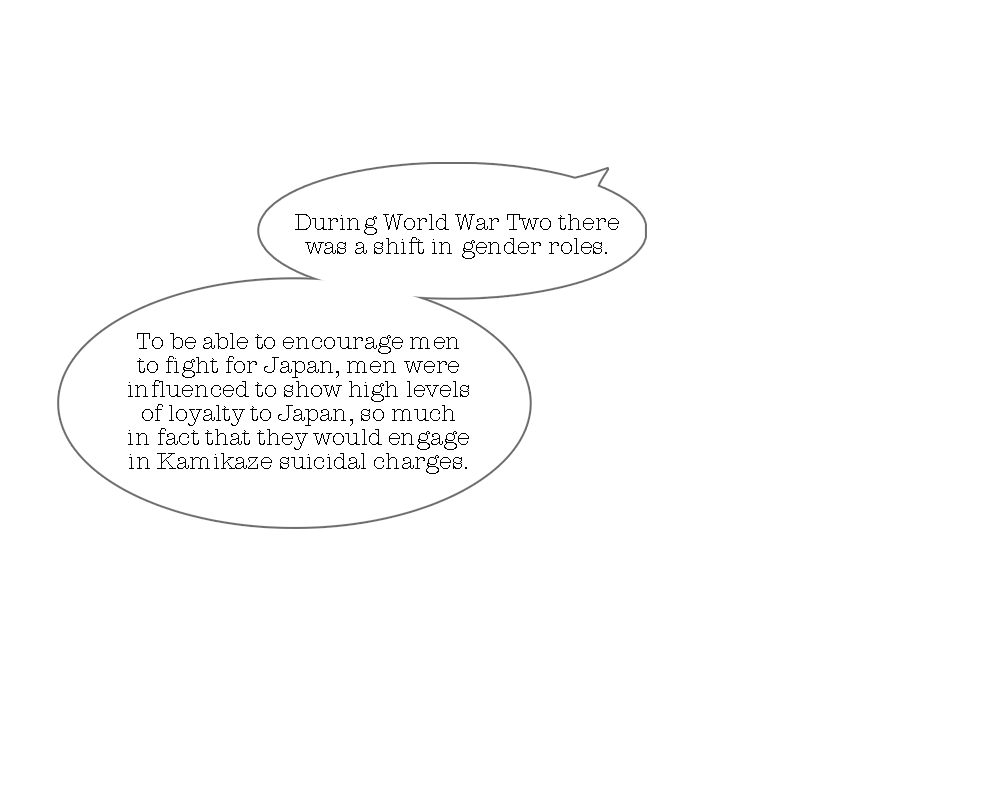 During World War Two there
was a shift in gender roles.
To be able to encourage men
to fight for Japan, men were
influenced to show high levels
of loyalty to Japan, so much
in fact that they would engage
in Kamikaze suicidal charges.